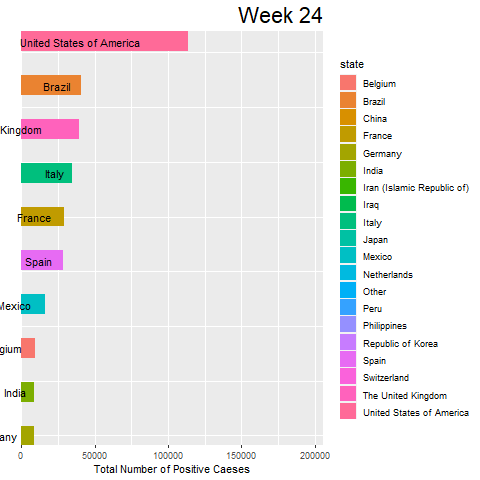 Week 24
United States of America
Brazil
Kingdom
Italy
France
Spain
Mexico
gium
India
any
0 50000 100000 150000 200000
Total Number of Positive Caeses
state
Belgium
Brazil
China
France
Germany
India
Iran (Islamic Republic of)
Iraq
Italy
Japan
Mexico
Netherlands
Other
Peru
Philippines
Republic of Korea
Spain
Switzerland
The United Kingdom
United States of America